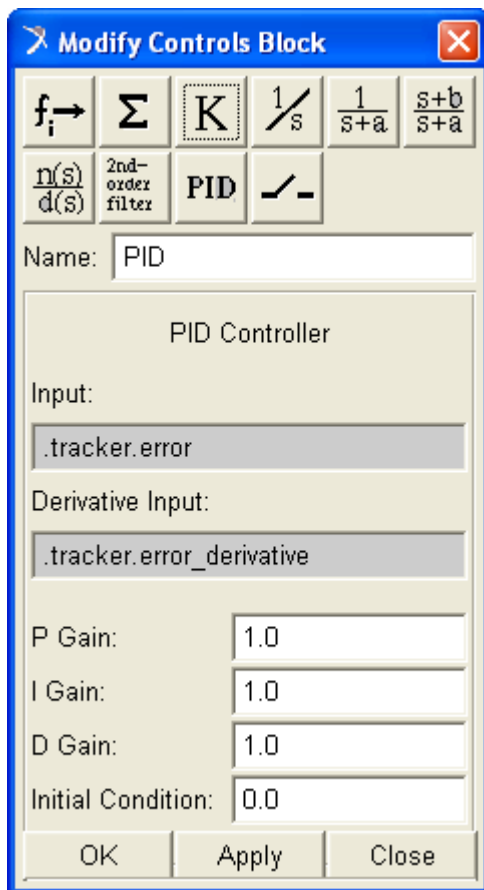 Modify Controls Block
fi→ Σ K 1/s 1/s+a s+b/s+a
n(s)/d(s) 2nd-order filter PID
Name: PID
PID Controller
Input:
.tracker.error
Derivative Input:
.tracker.error_derivative
P Gain: 1.0
I Gain: 1.0
D Gain: 1.0
Initial Condition: 0.0
OK Apply Close